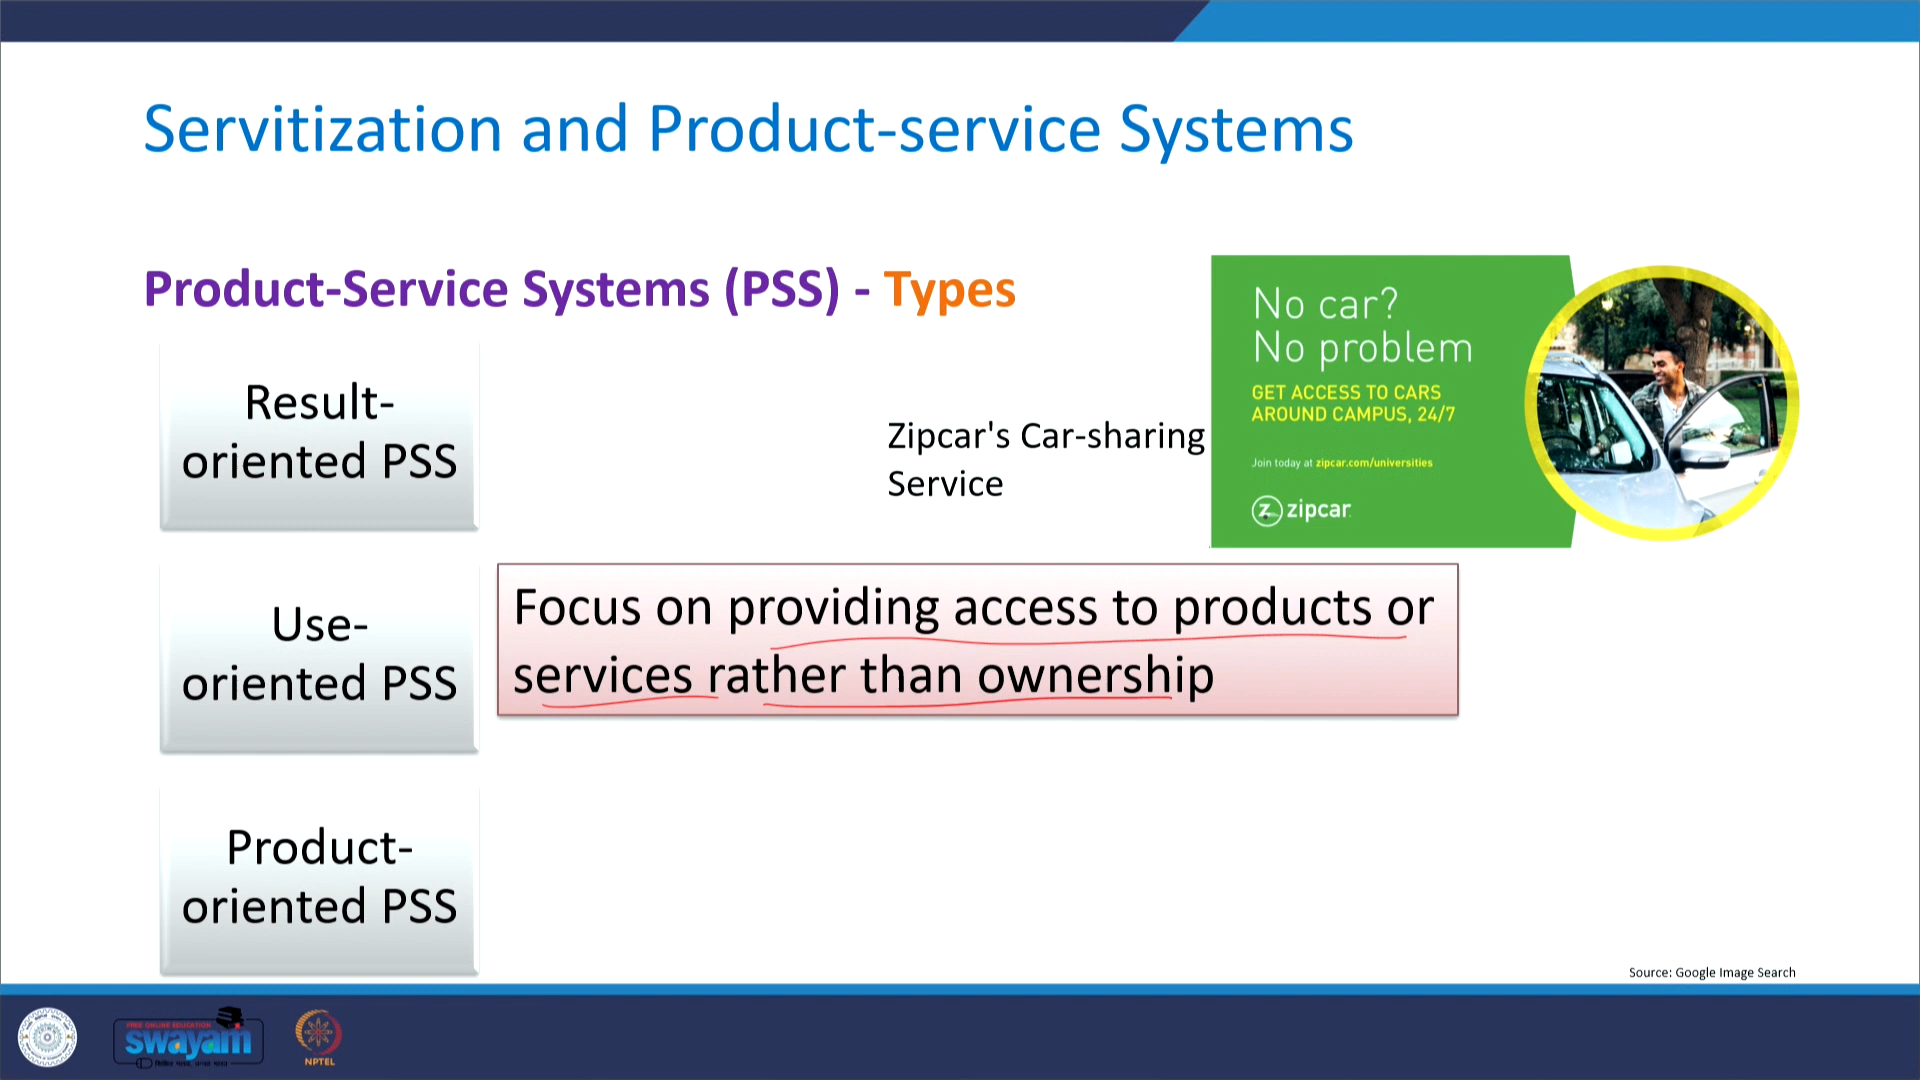 Servitization and Product-service Systems
Product-Service Systems (PSS) - Types
Result-
oriented PSS
Zipcar's Car-sharing
Service
No car?
No problem
GET ACCESS TO CARS
AROUND CAMPUS, 24/7
Join today at zipcar.com/universities
Z zipcar
Use-
oriented PSS
Focus on providing access to products or
services rather than ownership
Product-
oriented PSS
Source: Google Image Search
FREE ONLINE EDUCATION
swayam
NPTEL